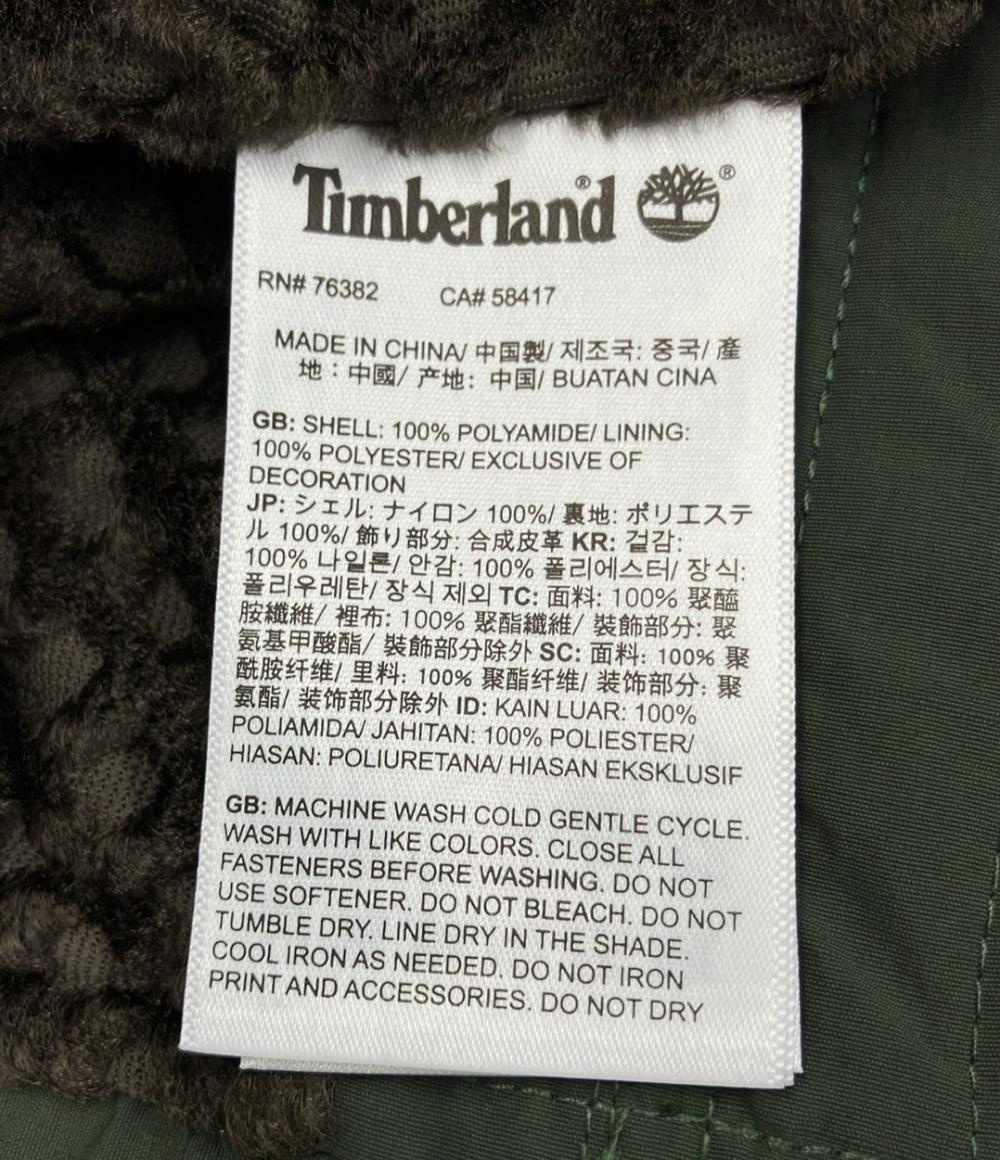 Timberland® ®
RN# 76382 CA# 58417
MADE IN CHINA/ 中国製/ 제조국: 중국/ 產
地：中國/ 产地：中国/ BUATAN CINA
GB: SHELL: 100% POLYAMIDE/ LINING:
100% POLYESTER/ EXCLUSIVE OF
DECORATION
JP: シェル: ナイロン 100%/ 裏地: ポリエステ
ル 100%/ 飾り部分: 合成皮革 KR: 겉감:
100% 나일론/ 안감: 100% 폴리에스터/ 장식:
폴리우레탄/ 장식 제외 TC: 面料: 100% 聚醯
胺纖維/ 裡布: 100% 聚酯纖維/ 裝飾部分: 聚
氨基甲酸酯/ 裝飾部分除外 SC: 面料: 100% 聚
酰胺纤维/ 里料: 100% 聚酯纤维/ 装饰部分: 聚
氨酯/ 装饰部分除外 ID: KAIN LUAR: 100%
POLIAMIDA/ JAHITAN: 100% POLIESTER/
HIASAN: POLIURETANA/ HIASAN EKSKLUSIF
GB: MACHINE WASH COLD GENTLE CYCLE.
WASH WITH LIKE COLORS. CLOSE ALL
FASTENERS BEFORE WASHING. DO NOT
USE SOFTENER. DO NOT BLEACH. DO NOT
TUMBLE DRY. LINE DRY IN THE SHADE.
COOL IRON AS NEEDED. DO NOT IRON
PRINT AND ACCESSORIES. DO NOT DRY